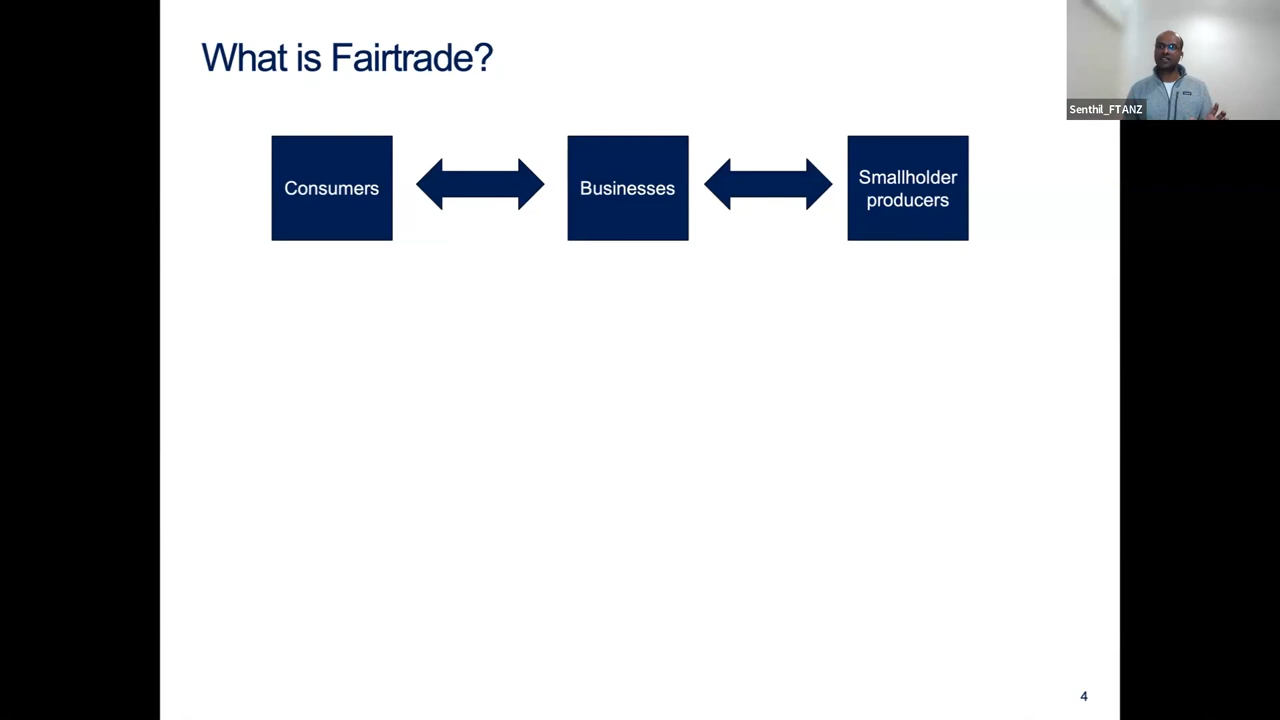 What is Fairtrade?
Senthil_FTANZ
Consumers
Businesses
Smallholder
producers
4